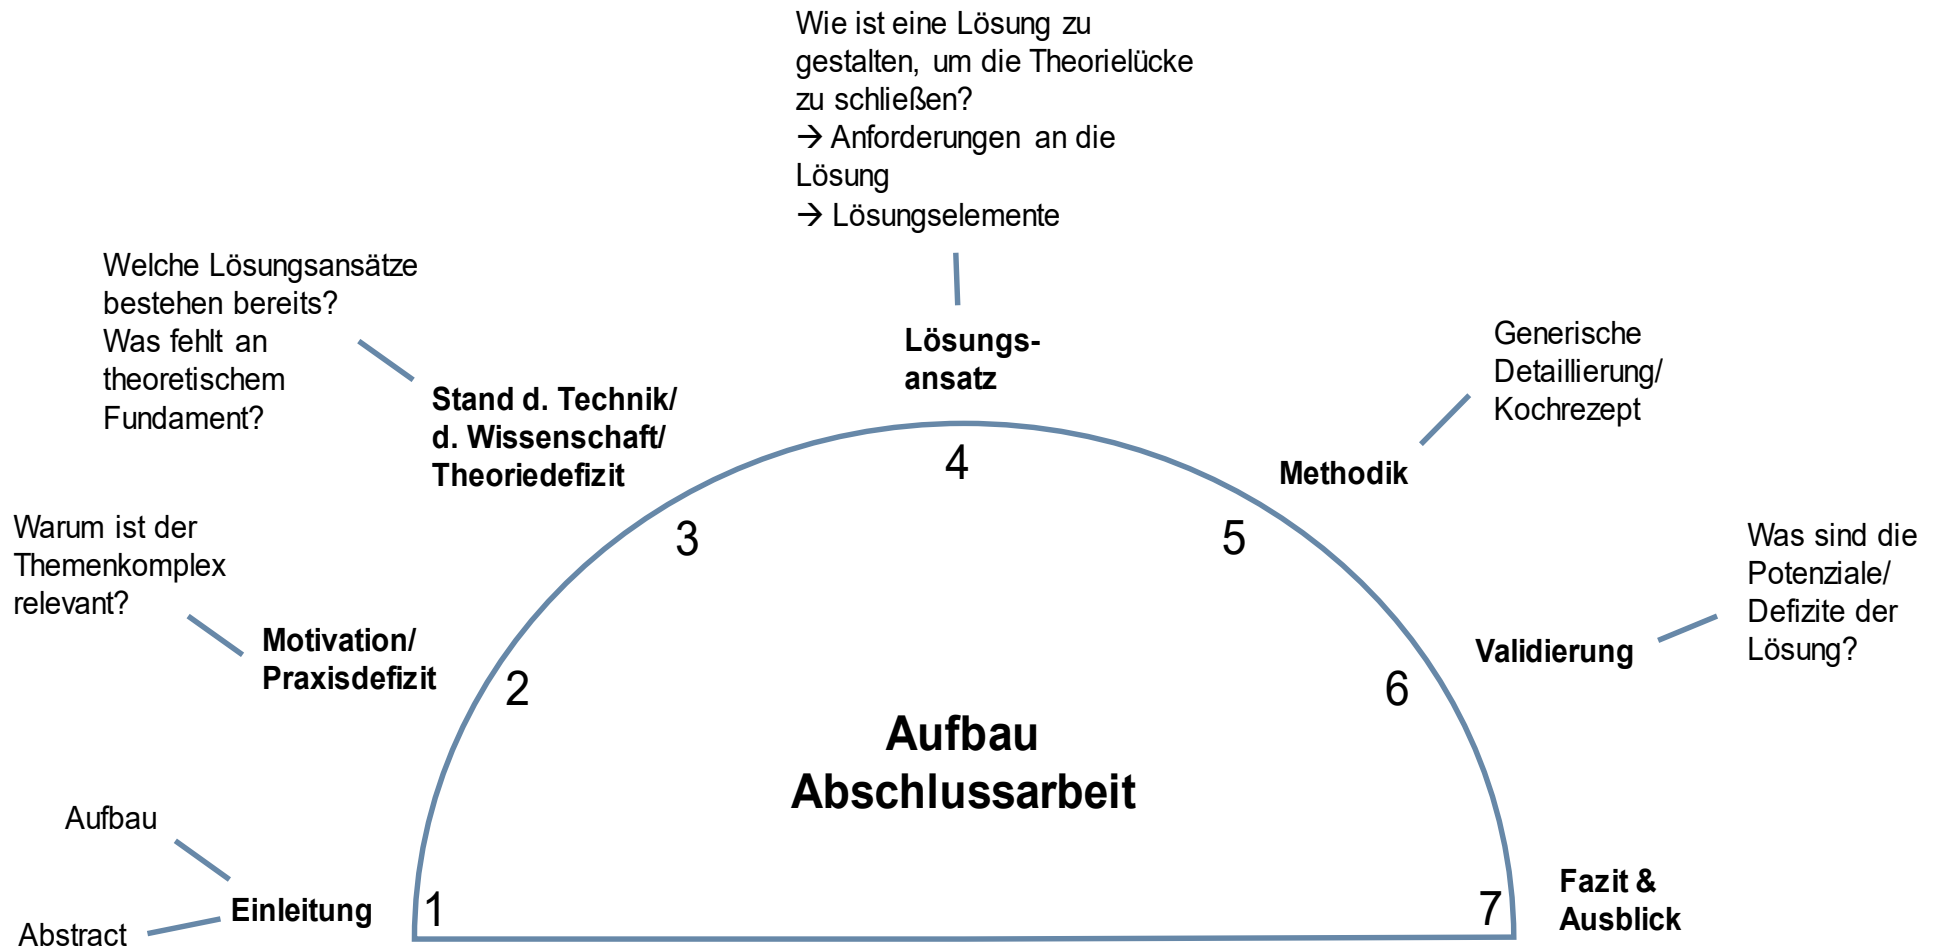 Wie ist eine Lösung zu
gestalten, um die Theorielücke
zu schließen?
→ Anforderungen an die
Lösung
→ Lösungselemente
Welche Lösungsansätze
bestehen bereits?
Was fehlt an
theoretischem
Fundament?
Lösungs-
ansatz
Generische
Detaillierung/
Kochrezept
Stand d. Technik/
d. Wissenschaft/
Theoriedefizit
4
Methodik
3
5
Warum ist der
Themenkomplex
relevant?
Was sind die
Potenziale/
Defizite der
Lösung?
Motivation/
Praxisdefizit
2
Validierung
6
Aufbau
Abschlussarbeit
Aufbau
Einleitung
1
Abstract
7
Fazit &
Ausblick